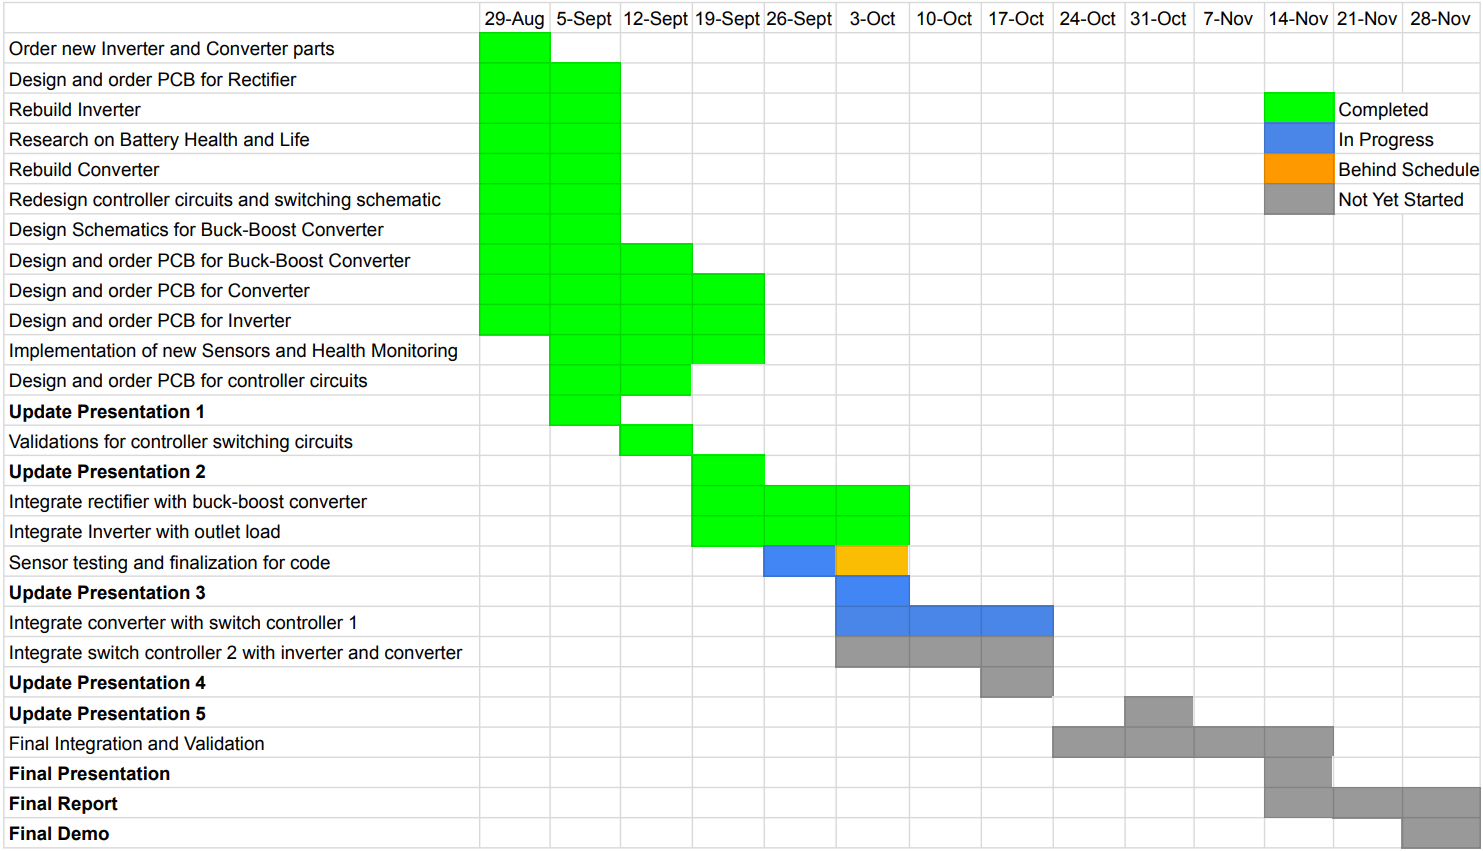 29-Aug 5-Sept 12-Sept 19-Sept 26-Sept 3-Oct 10-Oct 17-Oct 24-Oct 31-Oct 7-Nov 14-Nov 21-Nov 28-Nov
Order new Inverter and Converter parts
Design and order PCB for Rectifier
Rebuild Inverter Completed
Research on Battery Health and Life In Progress
Rebuild Converter Behind Schedule
Redesign controller circuits and switching schematic Not Yet Started
Design Schematics for Buck-Boost Converter
Design and order PCB for Buck-Boost Converter
Design and order PCB for Converter
Design and order PCB for Inverter
Implementation of new Sensors and Health Monitoring
Design and order PCB for controller circuits
Update Presentation 1
Validations for controller switching circuits
Update Presentation 2
Integrate rectifier with buck-boost converter
Integrate Inverter with outlet load
Sensor testing and finalization for code
Update Presentation 3
Integrate converter with switch controller 1
Integrate switch controller 2 with inverter and converter
Update Presentation 4
Update Presentation 5
Final Integration and Validation
Final Presentation
Final Report
Final Demo